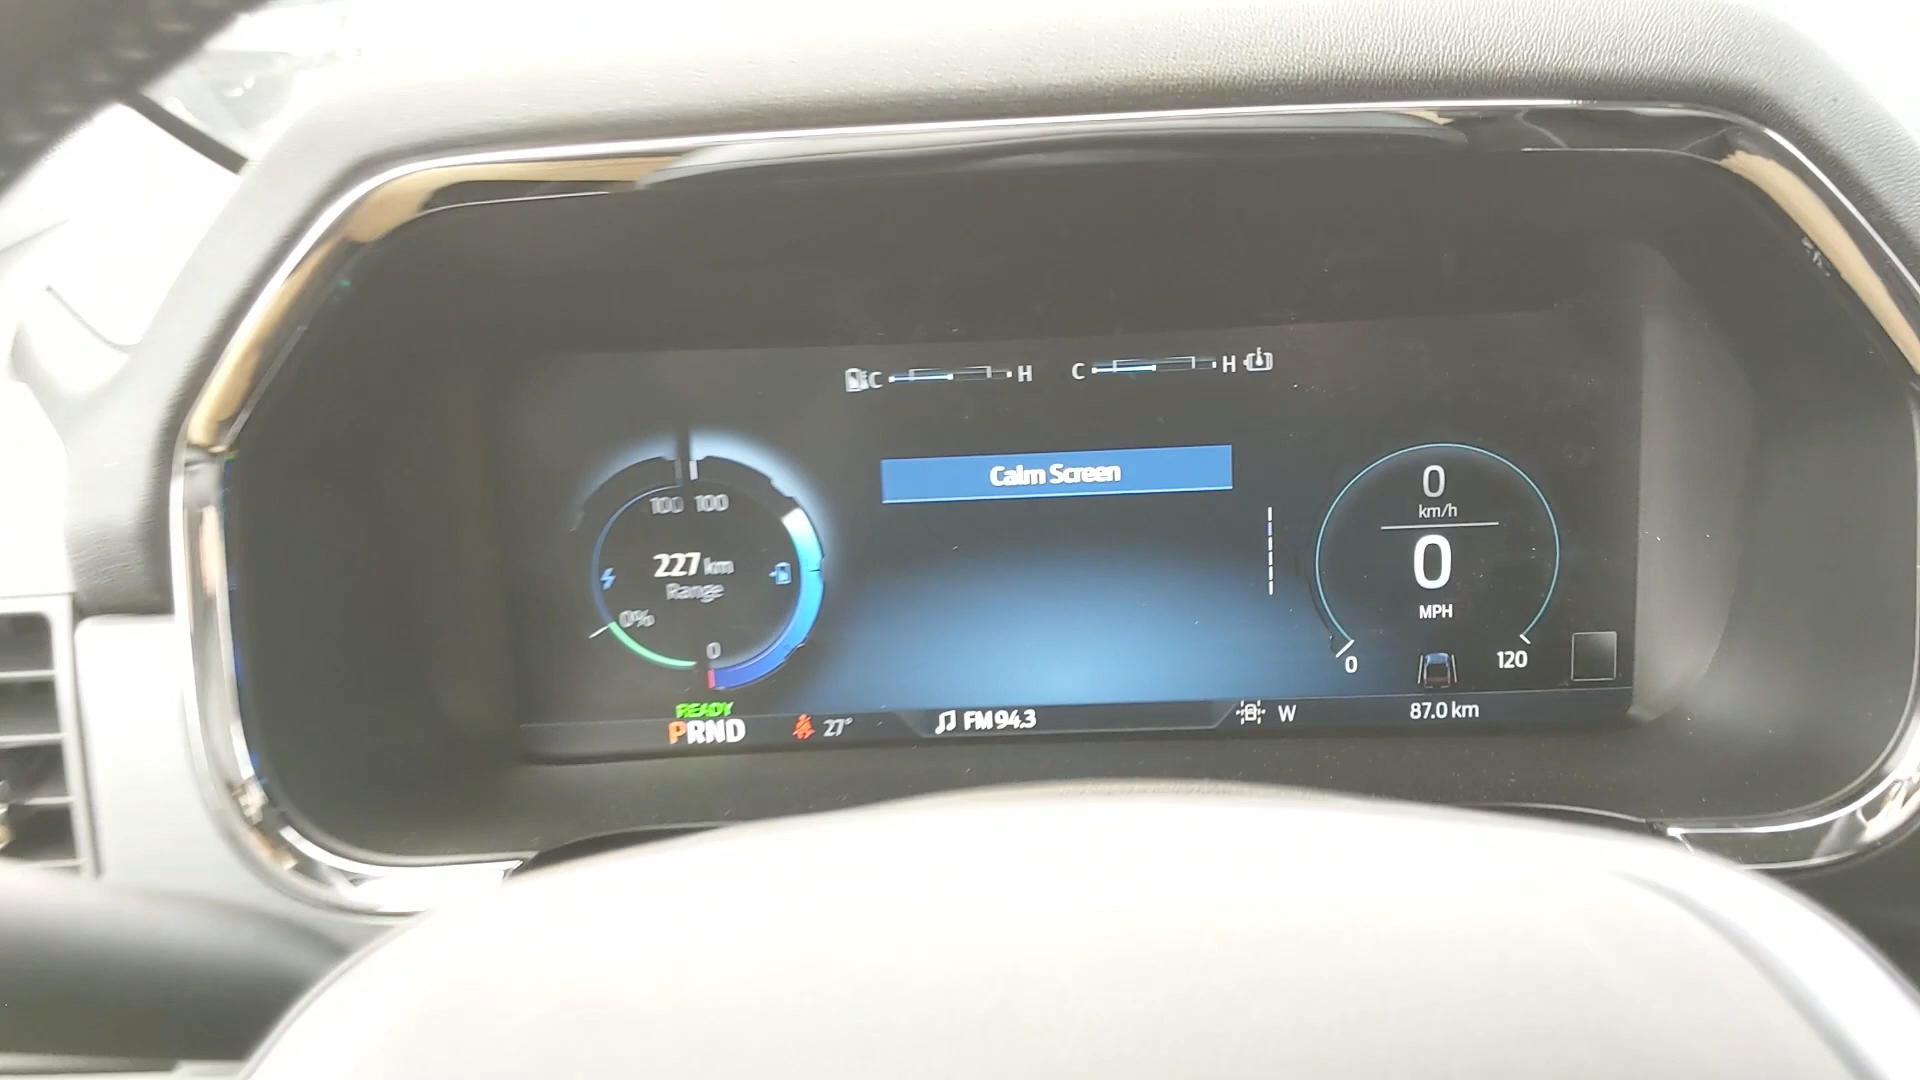 C H C H
Calm Screen
100 100
227 km
Range
0%
0
0
km/h
0
MPH
0 120
READY
PRND 27° FM 94.3 W 87.0 km